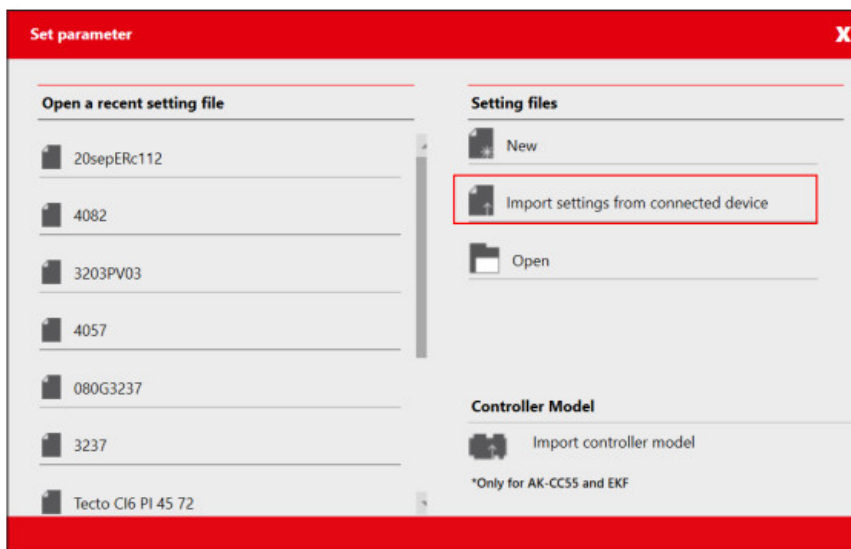 Set parameter
X
Open a recent setting file
20sepERc112
4082
3203PV03
4057
080G3237
3237
Tecto CI6 PI 45 72
Setting files
New
Import settings from connected device
Open
Controller Model
Import controller model
*Only for AK-CC55 and EKF